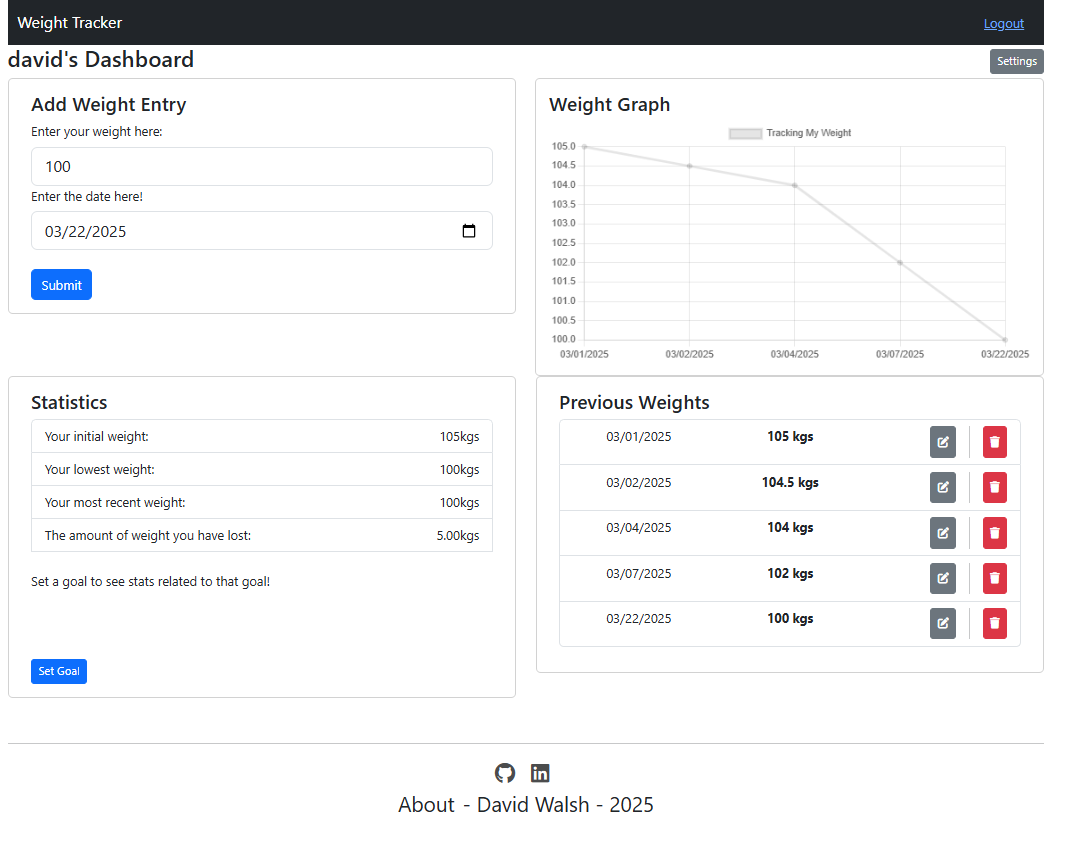 Weight Tracker
Logout
david's Dashboard
Settings
Add Weight Entry
Enter your weight here:
100
Enter the date here!
03/22/2025
Submit
Weight Graph
Tracking My Weight
105.0
104.5
104.0
103.5
103.0
102.5
102.0
101.5
101.0
100.5
100.0
03/01/2025 03/02/2025 03/04/2025 03/07/2025 03/22/2025
Statistics
Your initial weight: 105kgs
Your lowest weight: 100kgs
Your most recent weight: 100kgs
The amount of weight you have lost: 5.00kgs
Set a goal to see stats related to that goal!
Set Goal
Previous Weights
03/01/2025 105 kgs
03/02/2025 104.5 kgs
03/04/2025 104 kgs
03/07/2025 102 kgs
03/22/2025 100 kgs
in
About - David Walsh - 2025